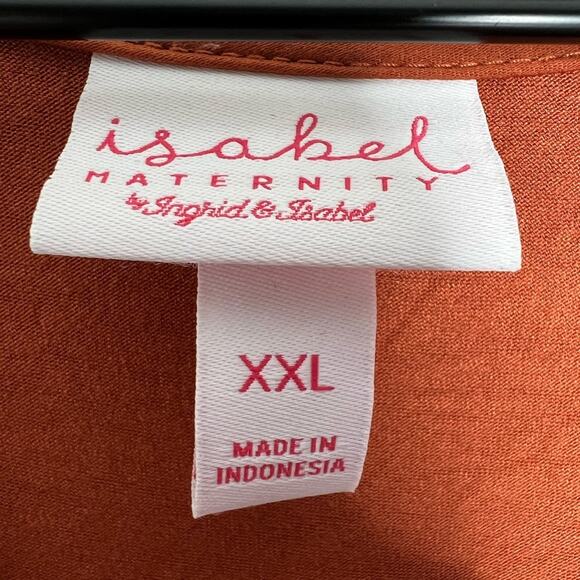 isabel
MATERNITY
by Ingrid & Isabel
XXL
MADE IN
INDONESIA